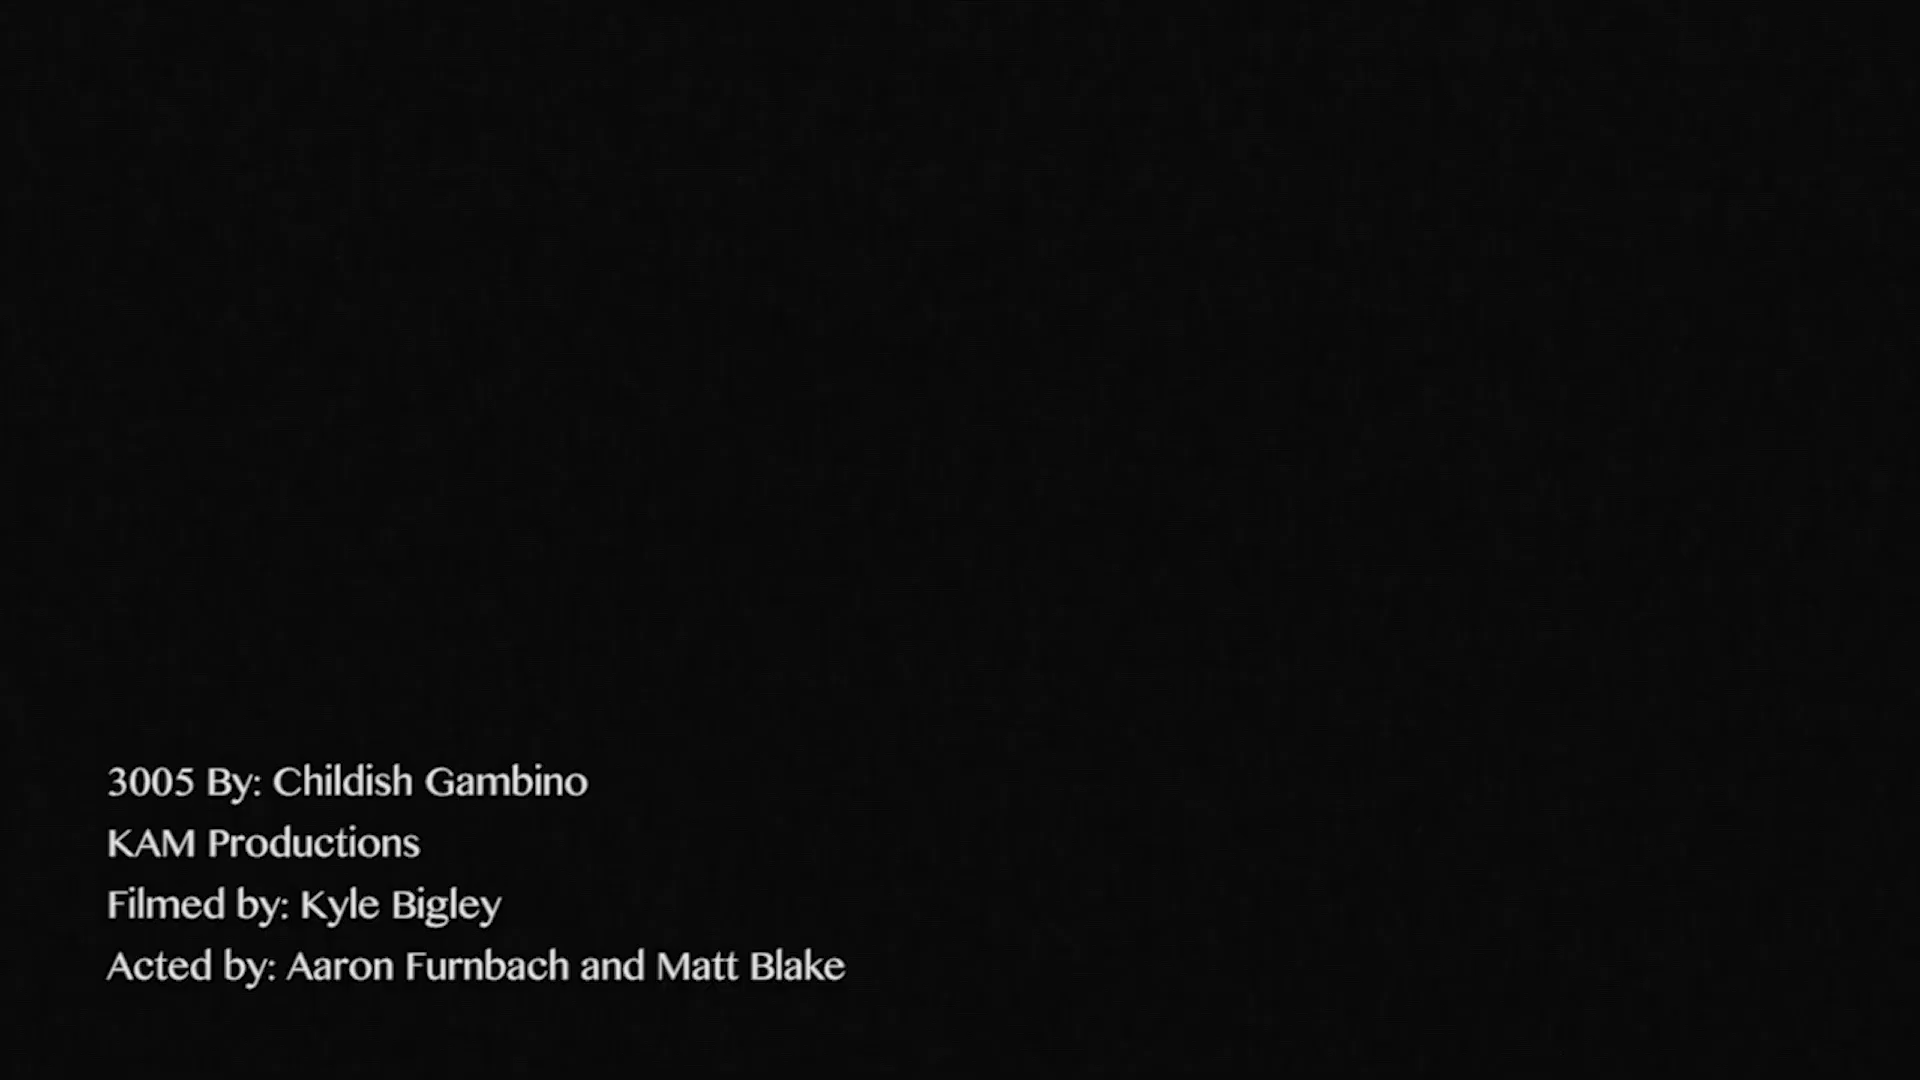 3005 By: Childish Gambino
KAM Productions
Filmed by: Kyle Bigley
Acted by: Aaron Furnbach and Matt Blake